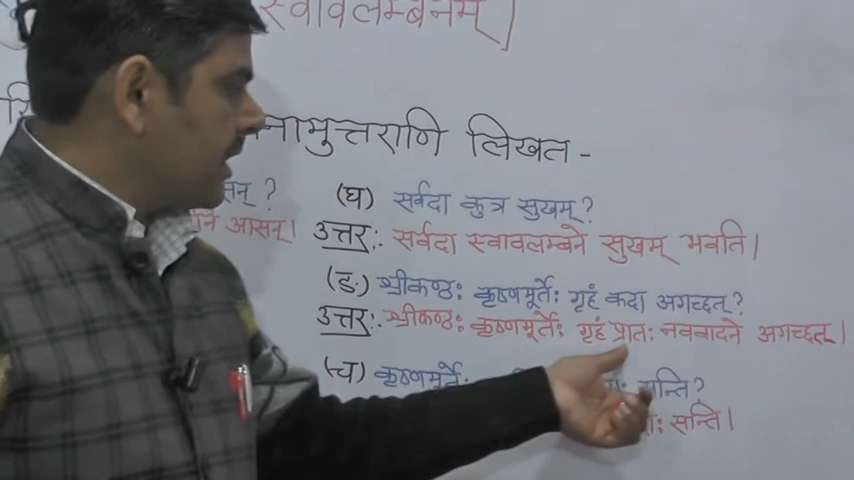 स्वावलम्बनम्]
नामुत्तराणि लिखत -
सन् ?
आसन्।
(घ) सर्वदा कुत्र सुखम्?
उत्तर:- सर्वदा स्वावलम्बने सुखम् भवति।
(ङ) श्रीकण्ठः कृष्णमूर्तेः गृहं कदा अगच्छत्?
उत्तर:- श्रीकण्ठः कृष्णमूर्तेः गृहं प्रातः नववादने अगच्छत्।
(च) कृष्णमूर्तेः सन्ति?
सन्ति।